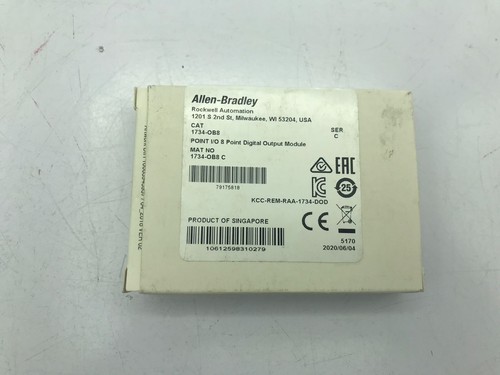 Allen-Bradley
Rockwell Automation
1201 S 2nd St, Milwaukee, WI 53204, USA
CAT
1734-OB8
SER
C
POINT I/O 8 Point Digital Output Module
MAT NO
1734-OB8 C
EAC
25
KCC-REM-RAA-1734-DOD
PRODUCT OF SINGAPORE
CE
10612598310279
5170
2020/06/04